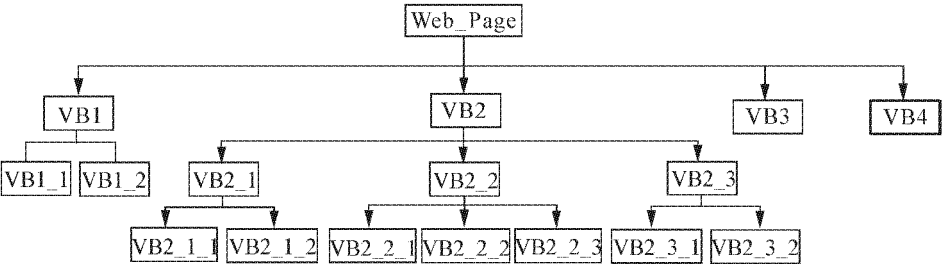 Web_Page
VB1
VB2
VB3
VB4
VB1_1
VB1_2
VB2_1
VB2_2
VB2_3
VB2_1_1
VB2_1_2
VB2_2_1
VB2_2_2
VB2_2_3
VB2_3_1
VB2_3_2